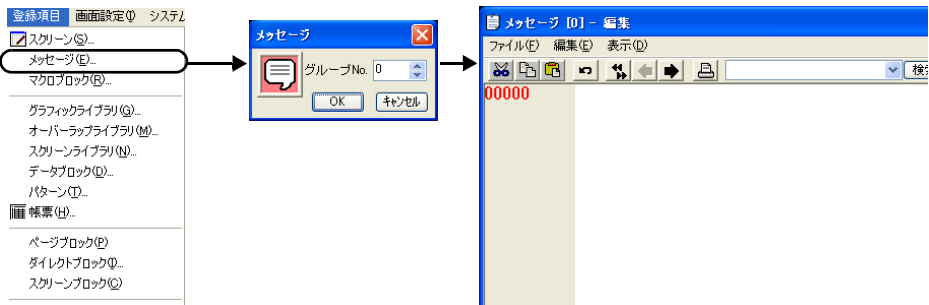 登録項目 画面設定(I) システム
スクリーン(S)...
メッセージ(E)...
マクロブロック(R)...
グラフィックライブラリ(G)...
オーバーラップライブラリ(M)...
スクリーンライブラリ(N)...
データブロック(D)...
パターン(T)...
帳票(H)...
ページブロック(P)
ダイレクトブロック(I)...
スクリーンブロック(C)
メッセージ
グループNo. 0
OK キャンセル
メッセージ [0] - 編集
ファイル(F) 編集(E) 表示(D)
検索
00000